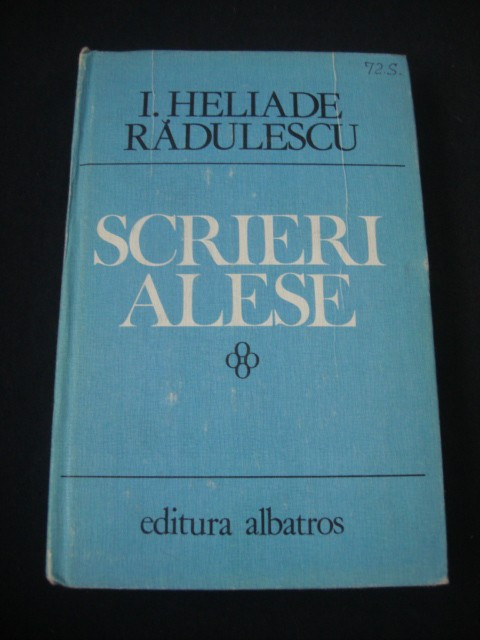 72.S.
I. HELIADE
RĂDULESCU
SCRIERI
ALESE
editura albatros